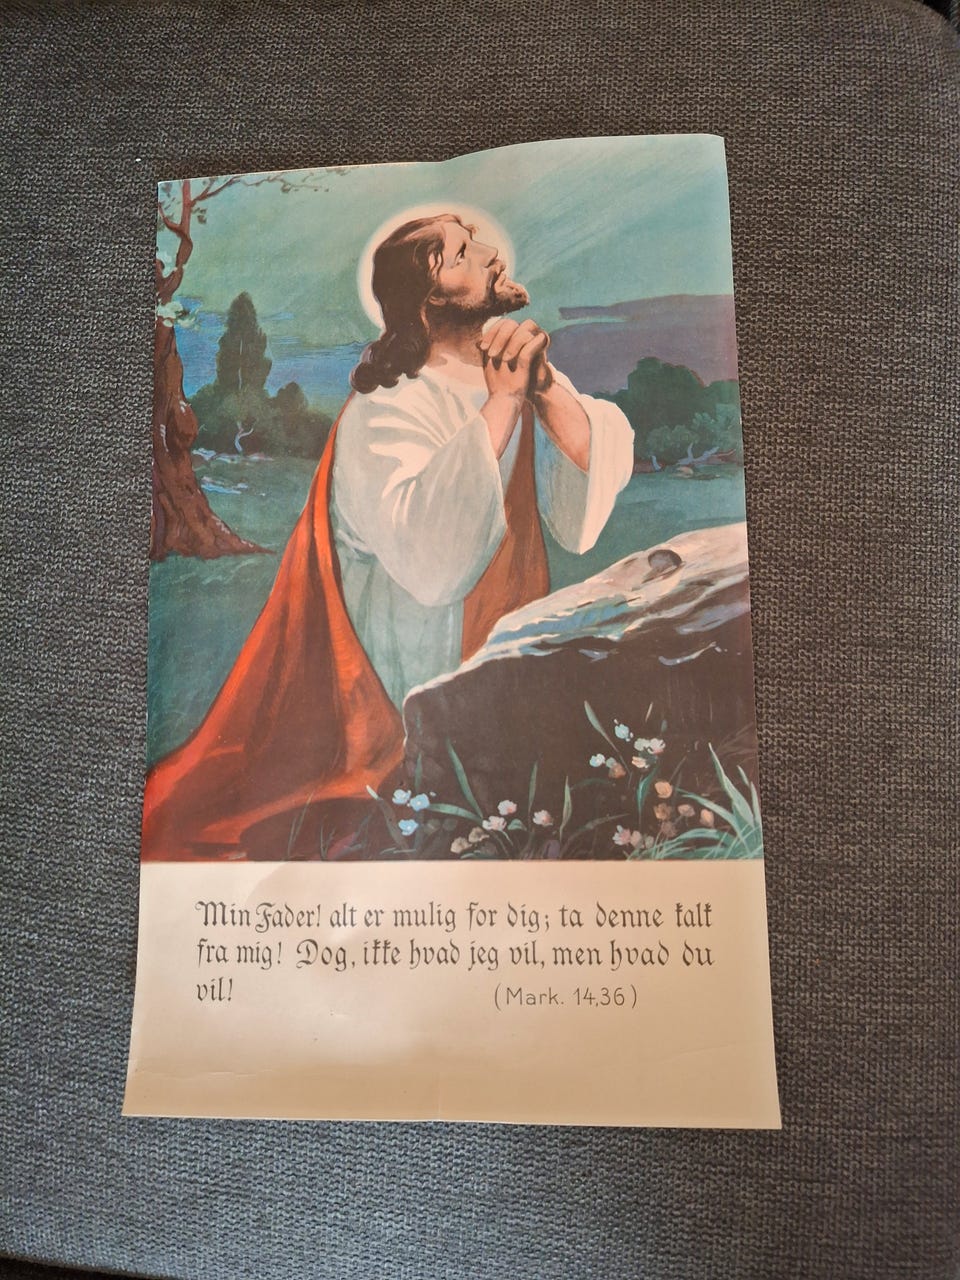 Min Fader! alt er mulig for dig; ta denne kalk
fra mig! Dog, ikke hvad jeg vil, men hvad du
vil!
(Mark. 14,36)